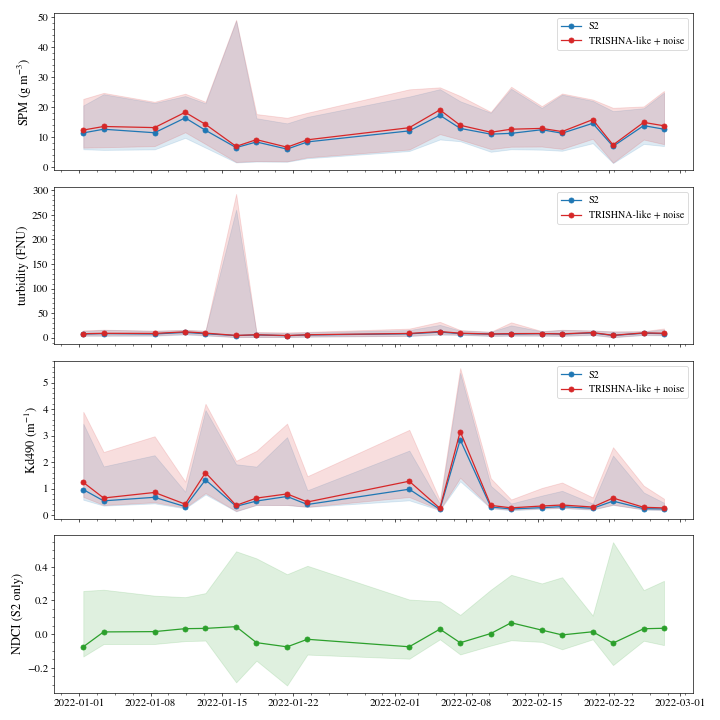 SPM (g m⁻³)
50
40
30
20
10
0
S2
TRISHNA-like + noise
turbidity (FNU)
300
250
200
150
100
50
0
S2
TRISHNA-like + noise
Kd490 (m⁻¹)
5
4
3
2
1
0
S2
TRISHNA-like + noise
NDCI (S2 only)
0.4
0.2
0.0
−0.2
2022-01-01 2022-01-08 2022-01-15 2022-01-22 2022-02-01 2022-02-08 2022-02-15 2022-02-22 2022-03-01